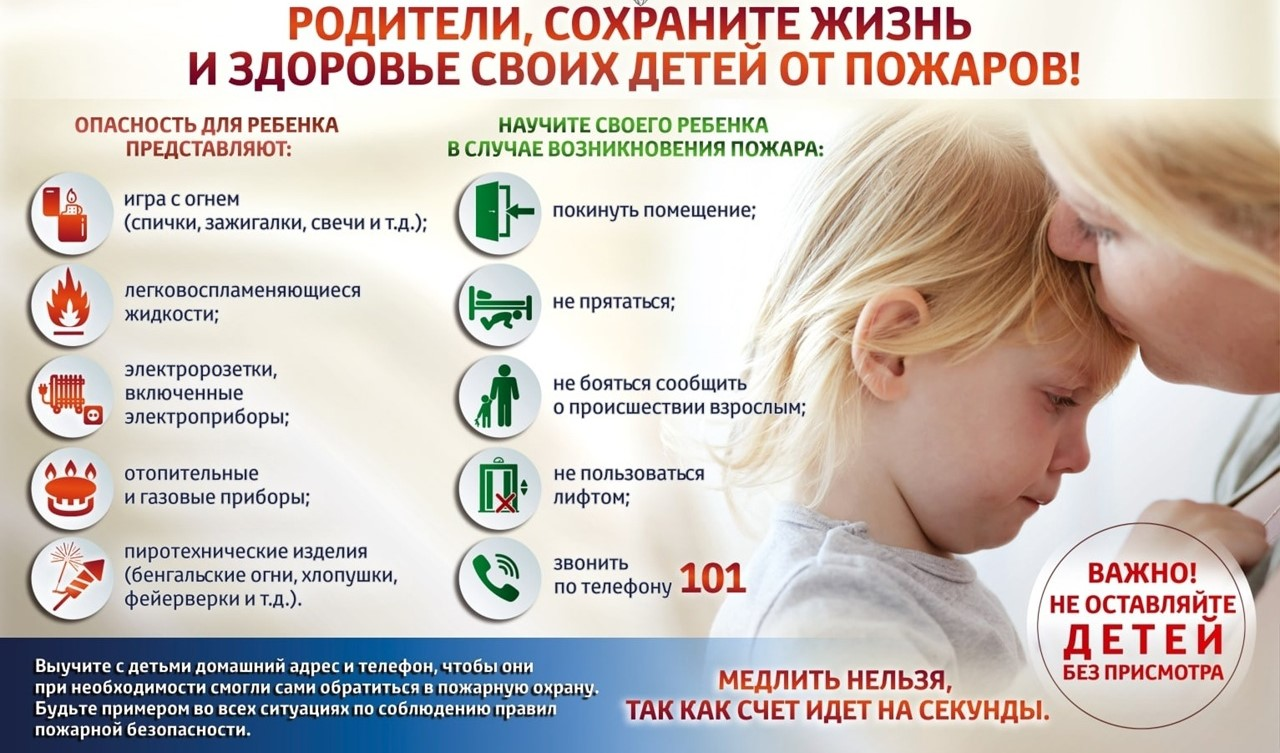 РОДИТЕЛИ, СОХРАНИТЕ ЖИЗНЬ
И ЗДОРОВЬЕ СВОИХ ДЕТЕЙ ОТ ПОЖАРОВ!
ОПАСНОСТЬ ДЛЯ РЕБЕНКА
ПРЕДСТАВЛЯЮТ:
игра с огнем
(спички, зажигалки, свечи и т.д.);
легковоспламеняющиеся
жидкости;
электророзетки,
включенные
электроприборы;
отопительные
и газовые приборы;
пиротехнические изделия
(бенгальские огни, хлопушки,
фейерверки и т.д.).
НАУЧИТЕ СВОЕГО РЕБЕНКА
В СЛУЧАЕ ВОЗНИКНОВЕНИЯ ПОЖАРА:
покинуть помещение;
не прятаться;
не бояться сообщить
о происшествии взрослым;
не пользоваться
лифтом;
звонить
по телефону 101
Выучите с детьми домашний адрес и телефон, чтобы они
при необходимости смогли сами обратиться в пожарную охрану.
Будьте примером во всех ситуациях по соблюдению правил
пожарной безопасности.
МЕДЛИТЬ НЕЛЬЗЯ,
ТАК КАК СЧЕТ ИДЕТ НА СЕКУНДЫ.
ВАЖНО!
НЕ ОСТАВЛЯЙТЕ
ДЕТЕЙ
БЕЗ ПРИСМОТРА